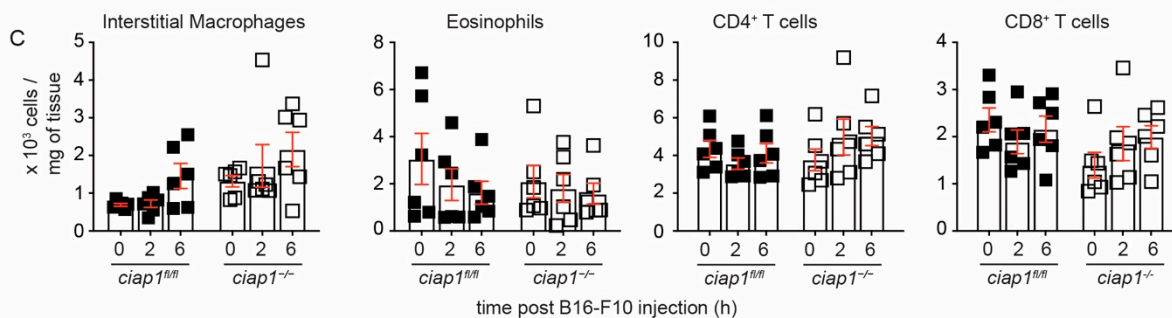 C
Interstitial Macrophages
Eosinophils
CD4⁺ T cells
CD8⁺ T cells
x 10³ cells /
mg of tissue
5
4
3
2
1
0
8
6
4
2
0
10
8
6
4
2
0
4
3
2
1
0
0 2 6 0 2 6
0 2 6 0 2 6
0 2 6 0 2 6
0 2 6 0 2 6
ciap1fl/fl ciap1−/−
ciap1fl/fl ciap1−/−
ciap1fl/fl ciap1−/−
ciap1fl/fl ciap1-/-
time post B16-F10 injection (h)